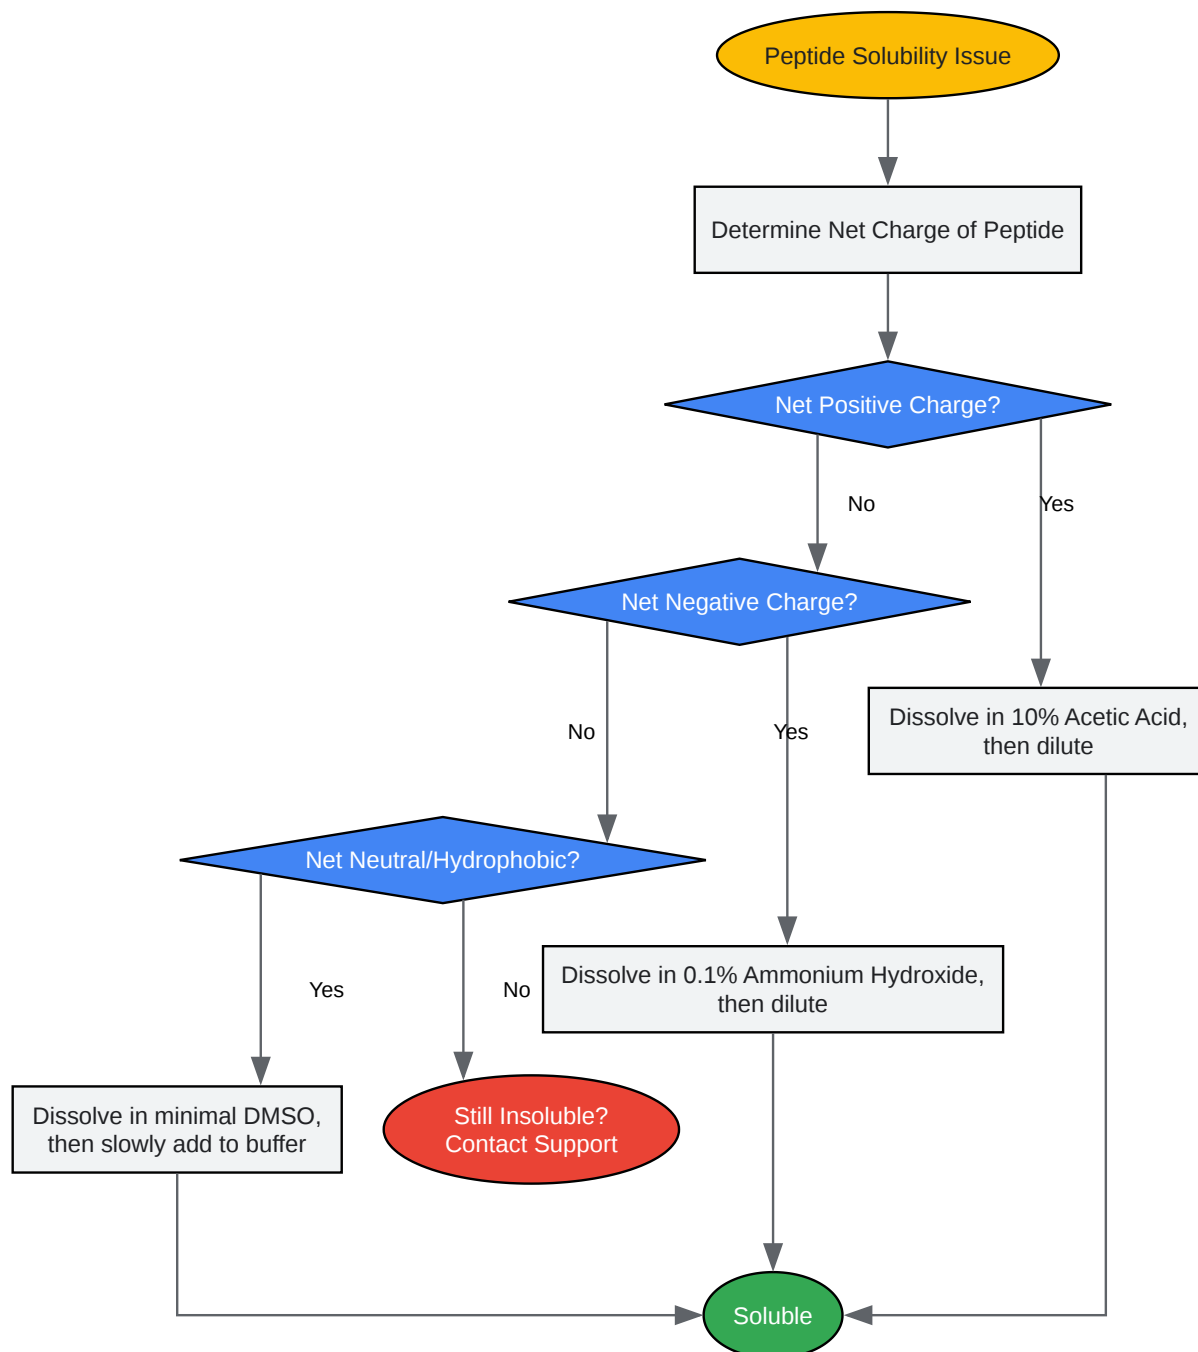 Peptide Solubility Issue
Determine Net Charge of Peptide
Net Positive Charge?
No
Yes
Net Negative Charge?
Dissolve in 10% Acetic Acid,
then dilute
No
Yes
Net Neutral/Hydrophobic?
Dissolve in 0.1% Ammonium Hydroxide,
then dilute
Yes
No
Dissolve in minimal DMSO,
then slowly add to buffer
Still Insoluble?
Contact Support
Soluble